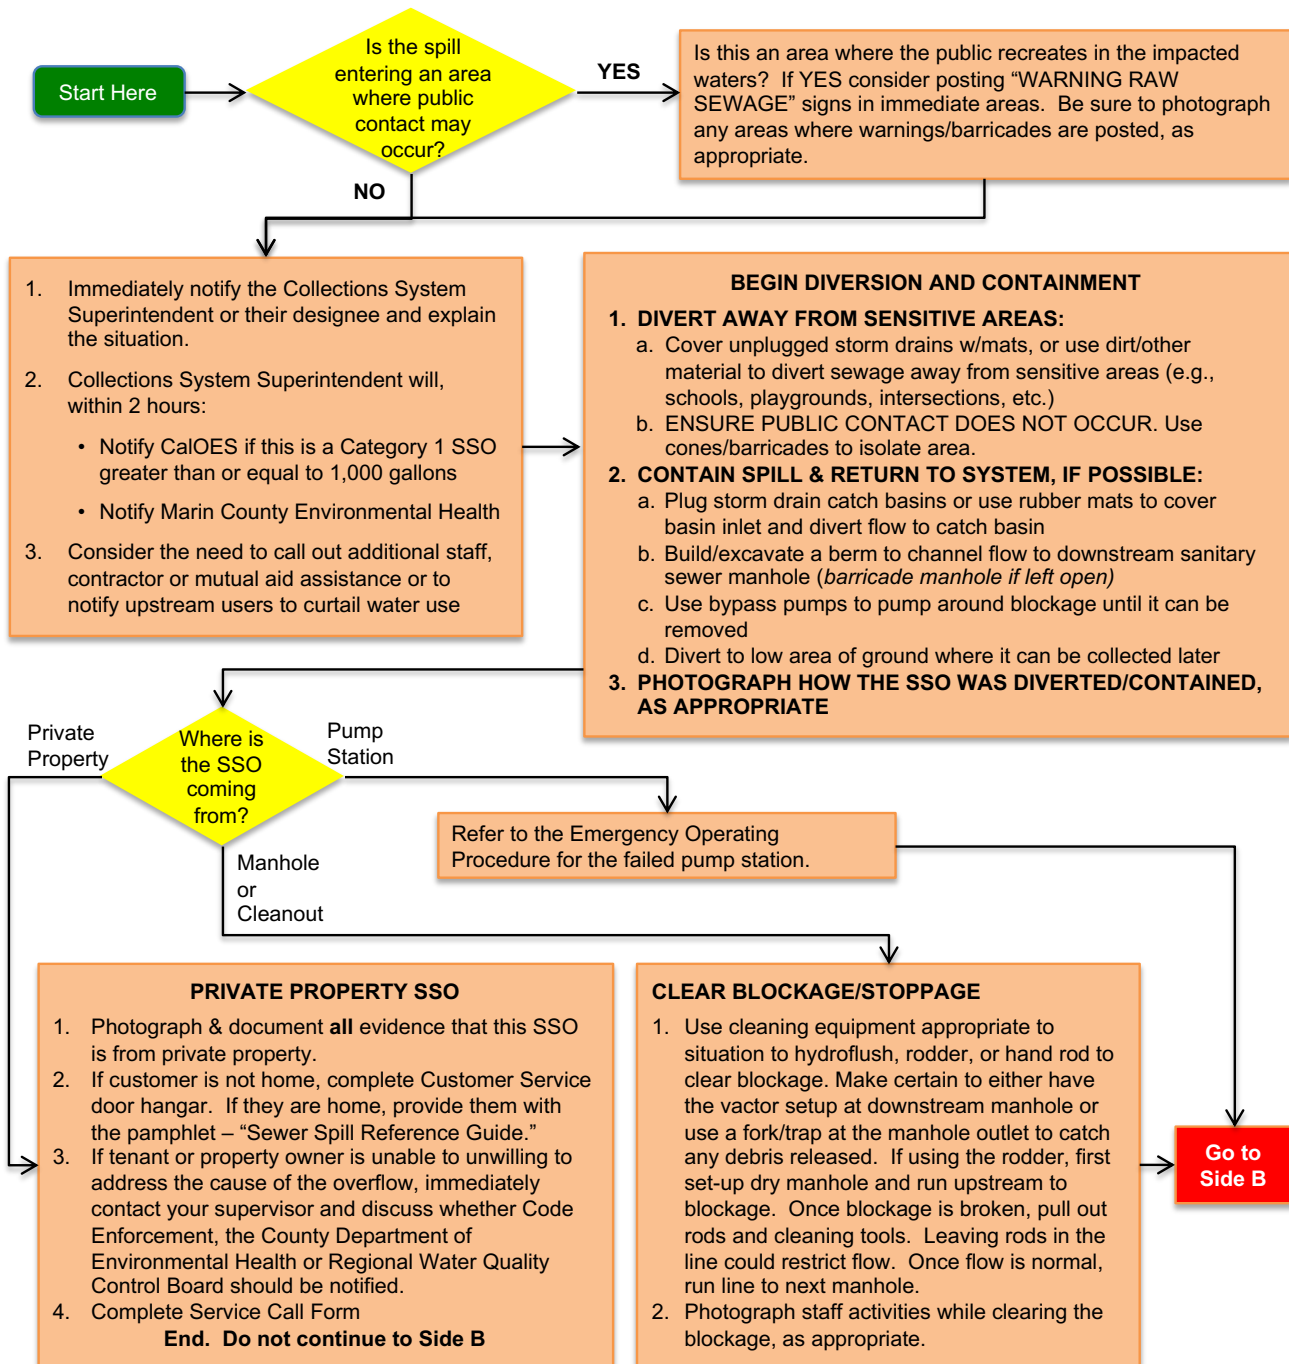 Start Here
Is the spill
entering an area
where public
contact may
occur?
YES
Is this an area where the public recreates in the impacted
waters? If YES consider posting “WARNING RAW
SEWAGE” signs in immediate areas. Be sure to photograph
any areas where warnings/barricades are posted, as
appropriate.
NO
1. Immediately notify the Collections System
Superintendent or their designee and explain
the situation.
2. Collections System Superintendent will,
within 2 hours:
• Notify CalOES if this is a Category 1 SSO
greater than or equal to 1,000 gallons
• Notify Marin County Environmental Health
3. Consider the need to call out additional staff,
contractor or mutual aid assistance or to
notify upstream users to curtail water use
BEGIN DIVERSION AND CONTAINMENT
1. DIVERT AWAY FROM SENSITIVE AREAS:
a. Cover unplugged storm drains w/mats, or use dirt/other
material to divert sewage away from sensitive areas (e.g.,
schools, playgrounds, intersections, etc.)
b. ENSURE PUBLIC CONTACT DOES NOT OCCUR. Use
cones/barricades to isolate area.
2. CONTAIN SPILL & RETURN TO SYSTEM, IF POSSIBLE:
a. Plug storm drain catch basins or use rubber mats to cover
basin inlet and divert flow to catch basin
b. Build/excavate a berm to channel flow to downstream sanitary
sewer manhole (barricade manhole if left open)
c. Use bypass pumps to pump around blockage until it can be
removed
d. Divert to low area of ground where it can be collected later
3. PHOTOGRAPH HOW THE SSO WAS DIVERTED/CONTAINED,
AS APPROPRIATE
Private
Property
Where is
the SSO
coming
from?
Pump
Station
Manhole
or
Cleanout
Refer to the Emergency Operating
Procedure for the failed pump station.
PRIVATE PROPERTY SSO
1. Photograph & document all evidence that this SSO
is from private property.
2. If customer is not home, complete Customer Service
door hangar. If they are home, provide them with
the pamphlet – “Sewer Spill Reference Guide.”
3. If tenant or property owner is unable to unwilling to
address the cause of the overflow, immediately
contact your supervisor and discuss whether Code
Enforcement, the County Department of
Environmental Health or Regional Water Quality
Control Board should be notified.
4. Complete Service Call Form
End. Do not continue to Side B
CLEAR BLOCKAGE/STOPPAGE
1. Use cleaning equipment appropriate to
situation to hydroflush, rodder, or hand rod to
clear blockage. Make certain to either have
the vactor setup at downstream manhole or
use a fork/trap at the manhole outlet to catch
any debris released. If using the rodder, first
set-up dry manhole and run upstream to
blockage. Once blockage is broken, pull out
rods and cleaning tools. Leaving rods in the
line could restrict flow. Once flow is normal,
run line to next manhole.
2. Photograph staff activities while clearing the
blockage, as appropriate.
Go to
Side B